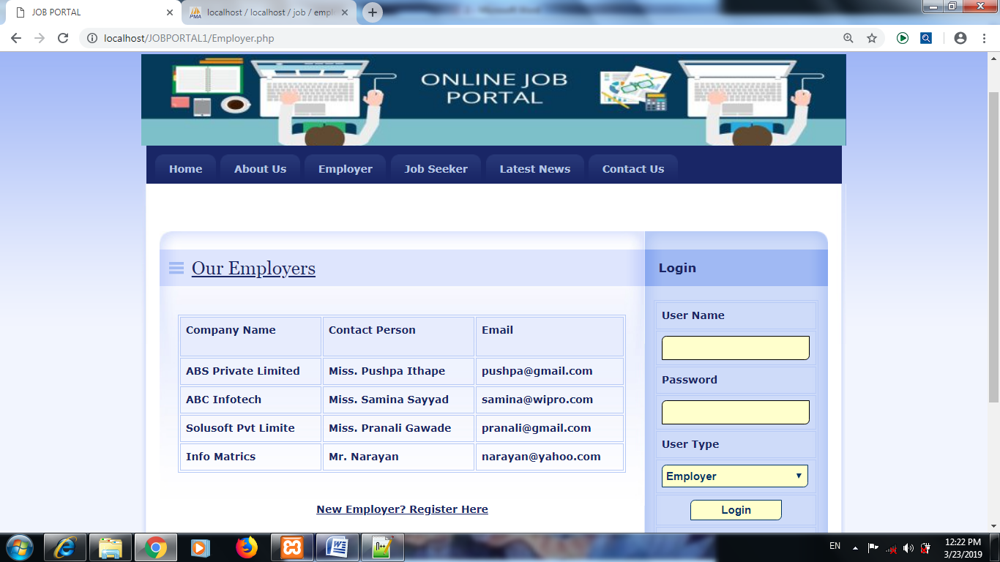 JOB PORTAL
localhost / localhost / job / empl
localhost/JOBPORTAL1/Employer.php
ONLINE JOB
PORTAL
Home About Us Employer Job Seeker Latest News Contact Us
Our Employers
Company Name Contact Person Email
ABS Private Limited Miss. Pushpa Ithape pushpa@gmail.com
ABC Infotech Miss. Samina Sayyad samina@wipro.com
Solusoft Pvt Limite Miss. Pranali Gawade pranali@gmail.com
Info Matrics Mr. Narayan narayan@yahoo.com
New Employer? Register Here
Login
User Name
Password
User Type
Employer
Login
EN
12:22 PM
3/23/2019